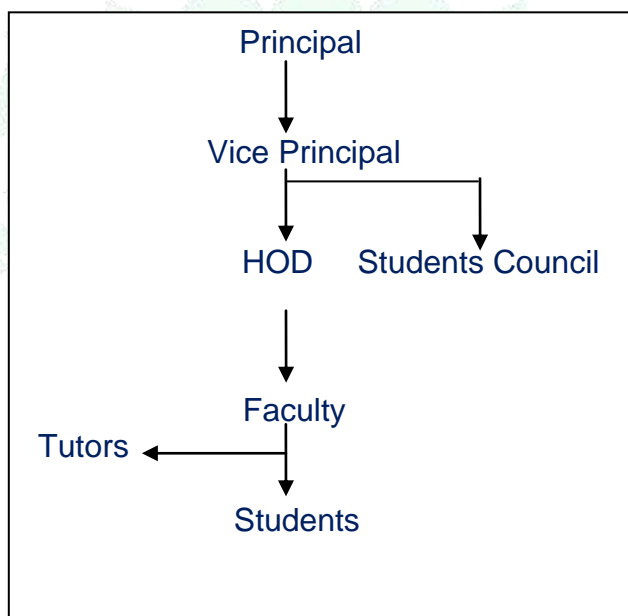 Principal
Vice Principal
HOD
Students Council
Faculty
Tutors
Students